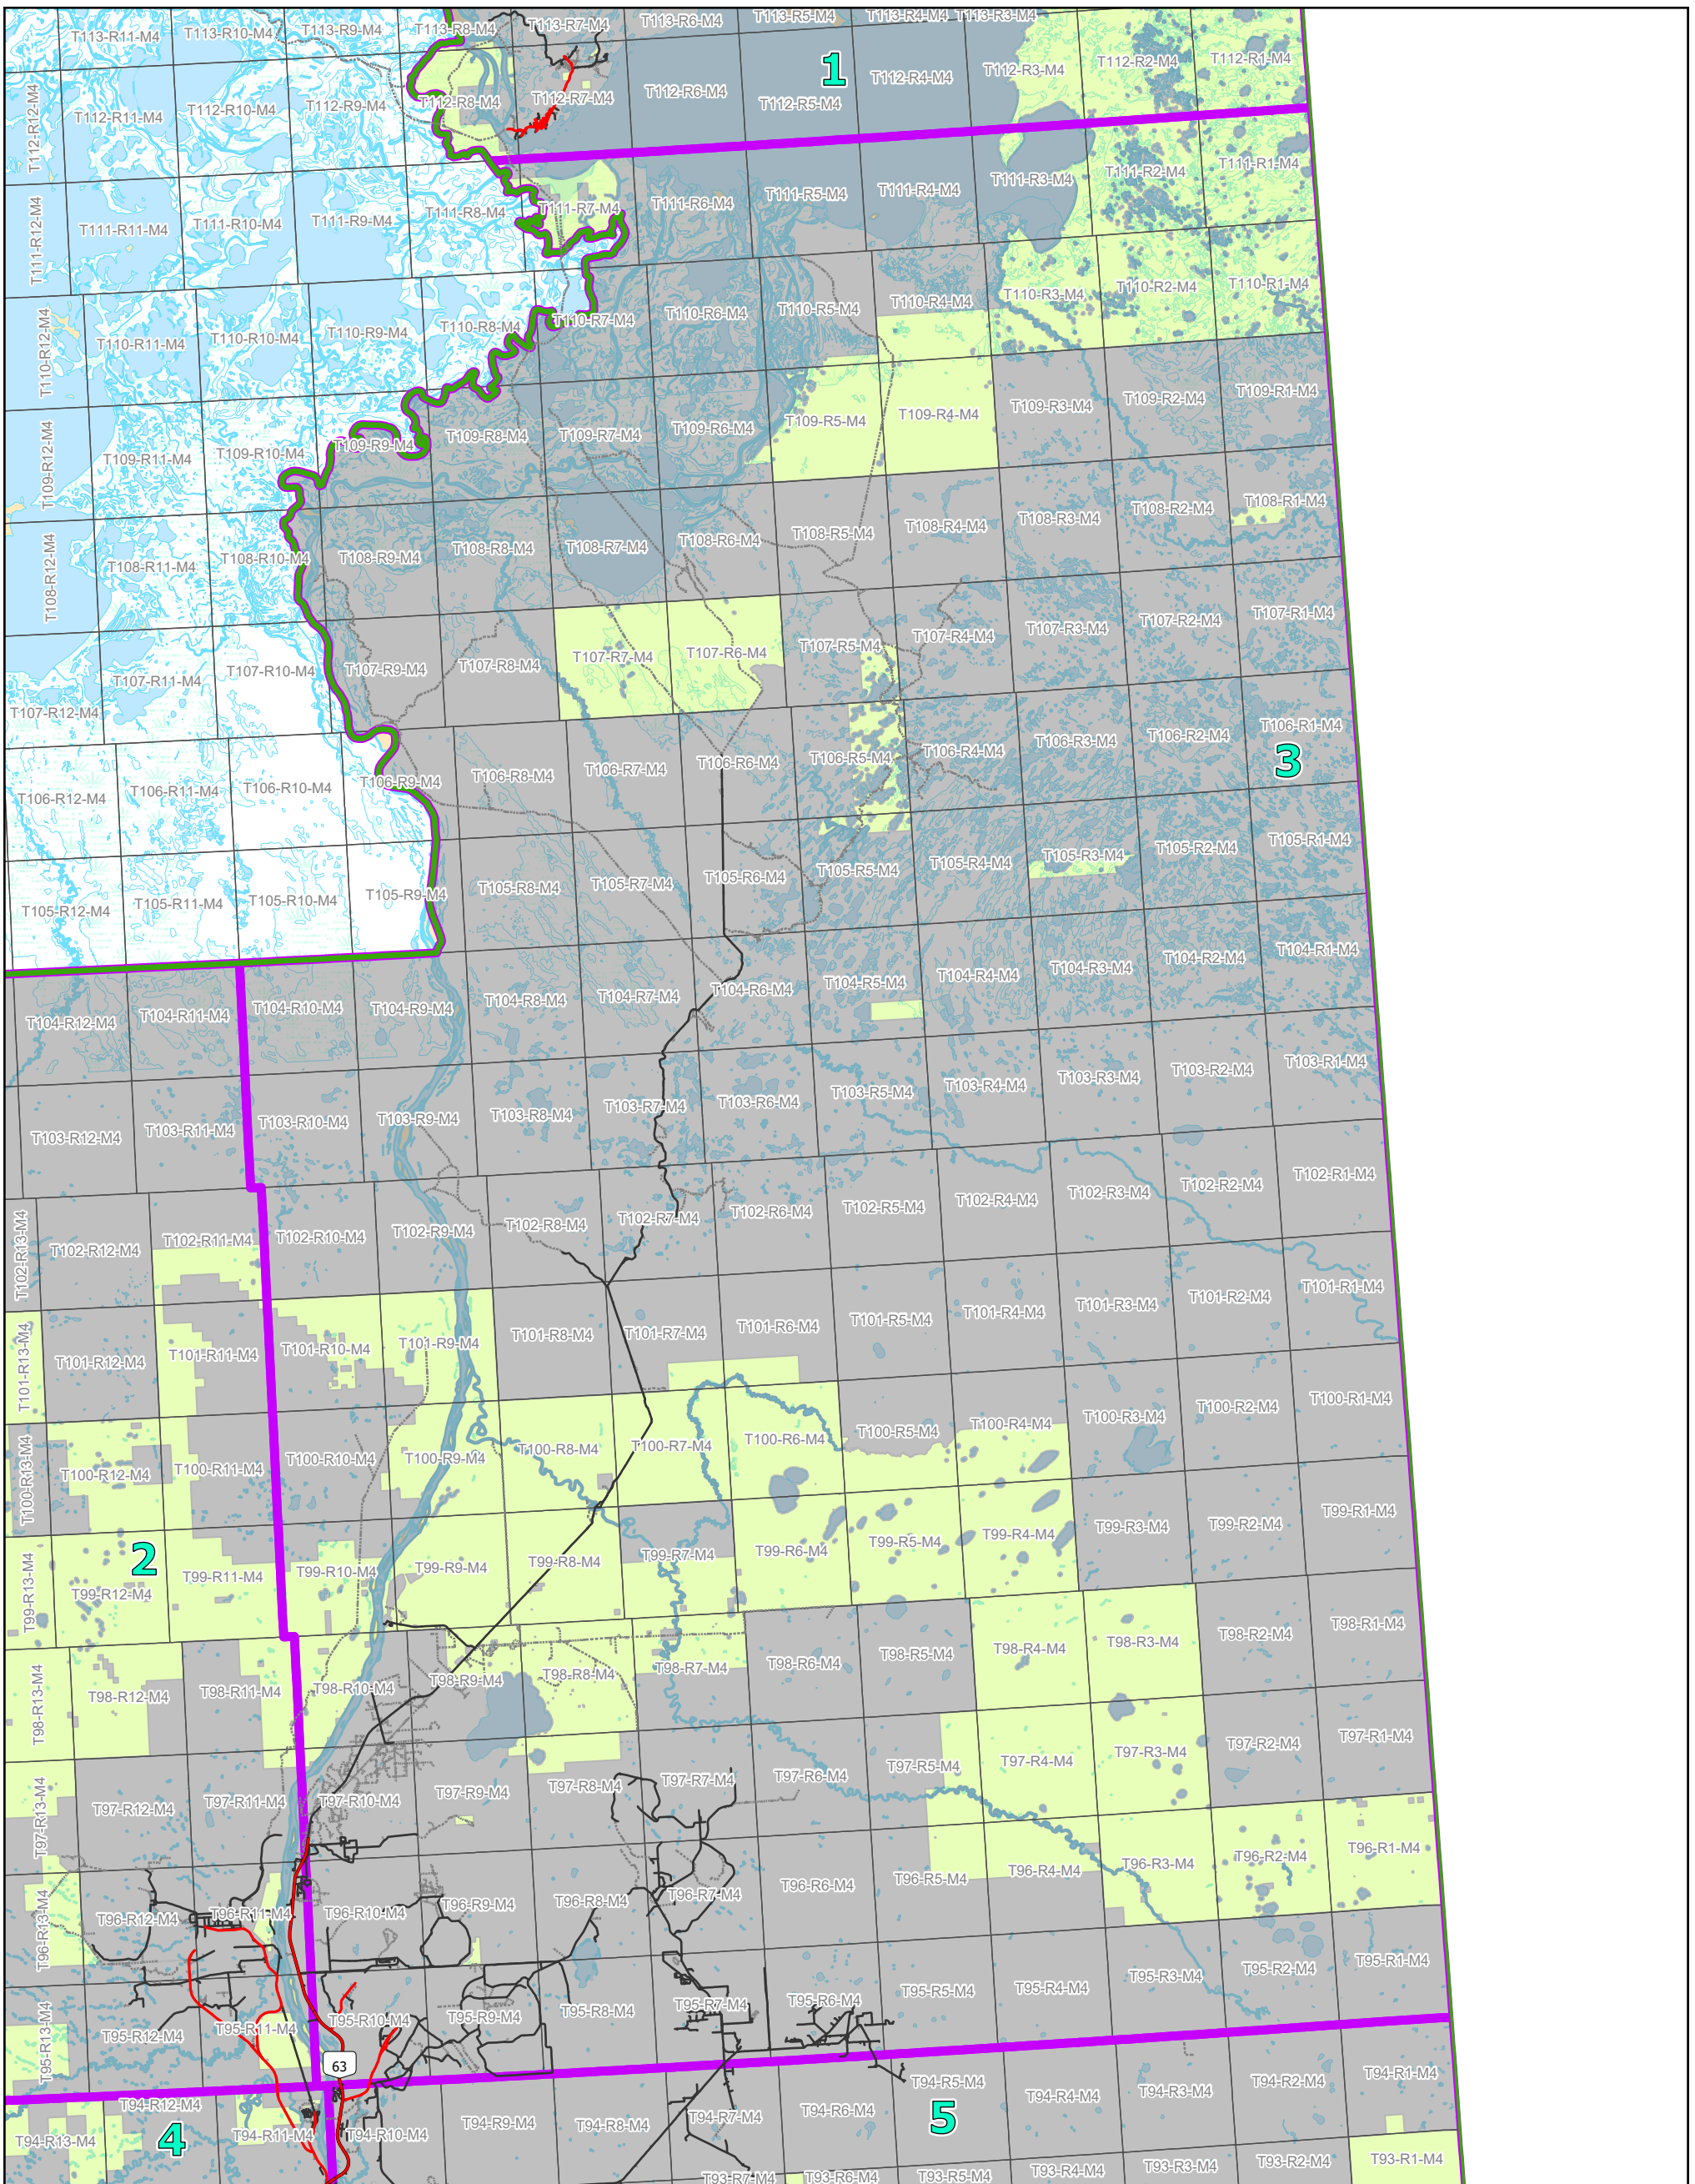 T113-R11-M4 T113-R10-M4 T113-R9-M4 T113-R8-M4 T113-R7-M4 T113-R6-M4 T113-R5-M4 T113-R4-M4 T113-R3-M4
1
T112-R12-M4 T112-R11-M4 T112-R10-M4 T112-R9-M4 T112-R8-M4 T112-R7-M4 T112-R6-M4 T112-R5-M4 T112-R4-M4 T112-R3-M4 T112-R2-M4 T112-R1-M4
T111-R12-M4 T111-R11-M4 T111-R10-M4 T111-R9-M4 T111-R8-M4 T111-R7-M4 T111-R6-M4 T111-R5-M4 T111-R4-M4 T111-R3-M4 T111-R2-M4 T111-R1-M4
T110-R12-M4 T110-R11-M4 T110-R10-M4 T110-R9-M4 T110-R8-M4 T110-R7-M4 T110-R6-M4 T110-R5-M4 T110-R4-M4 T110-R3-M4 T110-R2-M4 T110-R1-M4
T109-R12-M4 T109-R11-M4 T109-R10-M4 T109-R9-M4 T109-R8-M4 T109-R7-M4 T109-R6-M4 T109-R5-M4 T109-R4-M4 T109-R3-M4 T109-R2-M4 T109-R1-M4
T108-R12-M4 T108-R11-M4 T108-R10-M4 T108-R9-M4 T108-R8-M4 T108-R7-M4 T108-R6-M4 T108-R5-M4 T108-R4-M4 T108-R3-M4 T108-R2-M4 T108-R1-M4
T107-R12-M4 T107-R11-M4 T107-R10-M4 T107-R9-M4 T107-R8-M4 T107-R7-M4 T107-R6-M4 T107-R5-M4 T107-R4-M4 T107-R3-M4 T107-R2-M4 T107-R1-M4
T106-R12-M4 T106-R11-M4 T106-R10-M4 T106-R9-M4 T106-R8-M4 T106-R7-M4 T106-R6-M4 T106-R5-M4 T106-R4-M4 T106-R3-M4 T106-R2-M4 T106-R1-M4
3
T105-R12-M4 T105-R11-M4 T105-R10-M4 T105-R9-M4 T105-R8-M4 T105-R7-M4 T105-R6-M4 T105-R5-M4 T105-R4-M4 T105-R3-M4 T105-R2-M4 T105-R1-M4
T104-R12-M4 T104-R11-M4 T104-R10-M4 T104-R9-M4 T104-R8-M4 T104-R7-M4 T104-R6-M4 T104-R5-M4 T104-R4-M4 T104-R3-M4 T104-R2-M4 T104-R1-M4
T103-R12-M4 T103-R11-M4 T103-R10-M4 T103-R9-M4 T103-R8-M4 T103-R7-M4 T103-R6-M4 T103-R5-M4 T103-R4-M4 T103-R3-M4 T103-R2-M4 T103-R1-M4
T102-R13-M4 T102-R12-M4 T102-R11-M4 T102-R10-M4 T102-R9-M4 T102-R8-M4 T102-R7-M4 T102-R6-M4 T102-R5-M4 T102-R4-M4 T102-R3-M4 T102-R2-M4 T102-R1-M4
T101-R13-M4 T101-R12-M4 T101-R11-M4 T101-R10-M4 T101-R9-M4 T101-R8-M4 T101-R7-M4 T101-R6-M4 T101-R5-M4 T101-R4-M4 T101-R3-M4 T101-R2-M4 T101-R1-M4
T100-R13-M4 T100-R12-M4 T100-R11-M4 T100-R10-M4 T100-R9-M4 T100-R8-M4 T100-R7-M4 T100-R6-M4 T100-R5-M4 T100-R4-M4 T100-R3-M4 T100-R2-M4 T100-R1-M4
2
T99-R13-M4 T99-R12-M4 T99-R11-M4 T99-R10-M4 T99-R9-M4 T99-R8-M4 T99-R7-M4 T99-R6-M4 T99-R5-M4 T99-R4-M4 T99-R3-M4 T99-R2-M4 T99-R1-M4
T98-R13-M4 T98-R12-M4 T98-R11-M4 T98-R10-M4 T98-R9-M4 T98-R8-M4 T98-R7-M4 T98-R6-M4 T98-R5-M4 T98-R4-M4 T98-R3-M4 T98-R2-M4 T98-R1-M4
T97-R13-M4 T97-R12-M4 T97-R11-M4 T97-R10-M4 T97-R9-M4 T97-R8-M4 T97-R7-M4 T97-R6-M4 T97-R5-M4 T97-R4-M4 T97-R3-M4 T97-R2-M4 T97-R1-M4
T96-R13-M4 T96-R12-M4 T96-R11-M4 T96-R10-M4 T96-R9-M4 T96-R8-M4 T96-R7-M4 T96-R6-M4 T96-R5-M4 T96-R4-M4 T96-R3-M4 T96-R2-M4 T96-R1-M4
T95-R13-M4 T95-R12-M4 T95-R11-M4 T95-R10-M4 T95-R9-M4 T95-R8-M4 T95-R7-M4 T95-R6-M4 T95-R5-M4 T95-R4-M4 T95-R3-M4 T95-R2-M4 T95-R1-M4
63
T94-R13-M4 T94-R12-M4 T94-R11-M4 T94-R10-M4 T94-R9-M4 T94-R8-M4 T94-R7-M4 T94-R6-M4 T94-R5-M4 T94-R4-M4 T94-R3-M4 T94-R2-M4 T94-R1-M4
4 5
T93-R7-M4 T93-R6-M4 T93-R5-M4 T93-R4-M4 T93-R3-M4 T93-R2-M4 T93-R1-M4